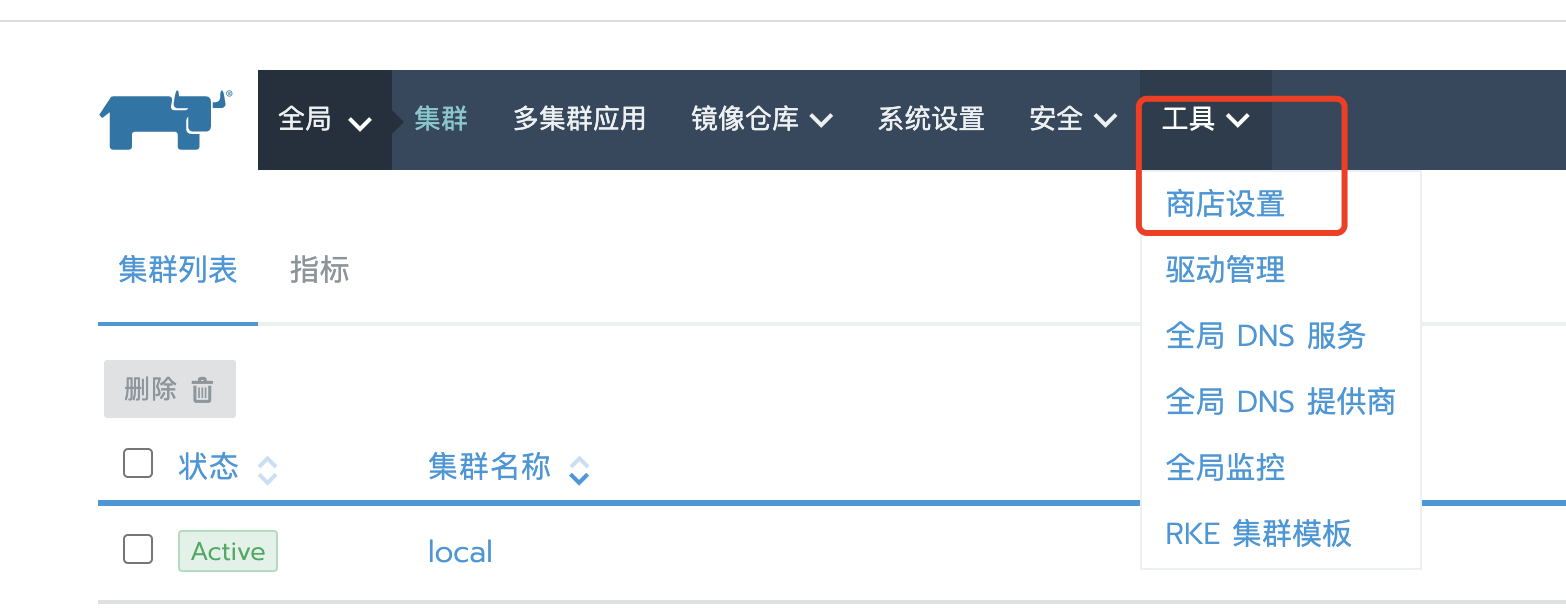 全局 集群 多集群应用 镜像仓库 系统设置 安全 工具
商店设置
驱动管理
全局 DNS 服务
全局 DNS 提供商
全局监控
RKE 集群模板
集群列表 指标
删除
状态 集群名称
Active local